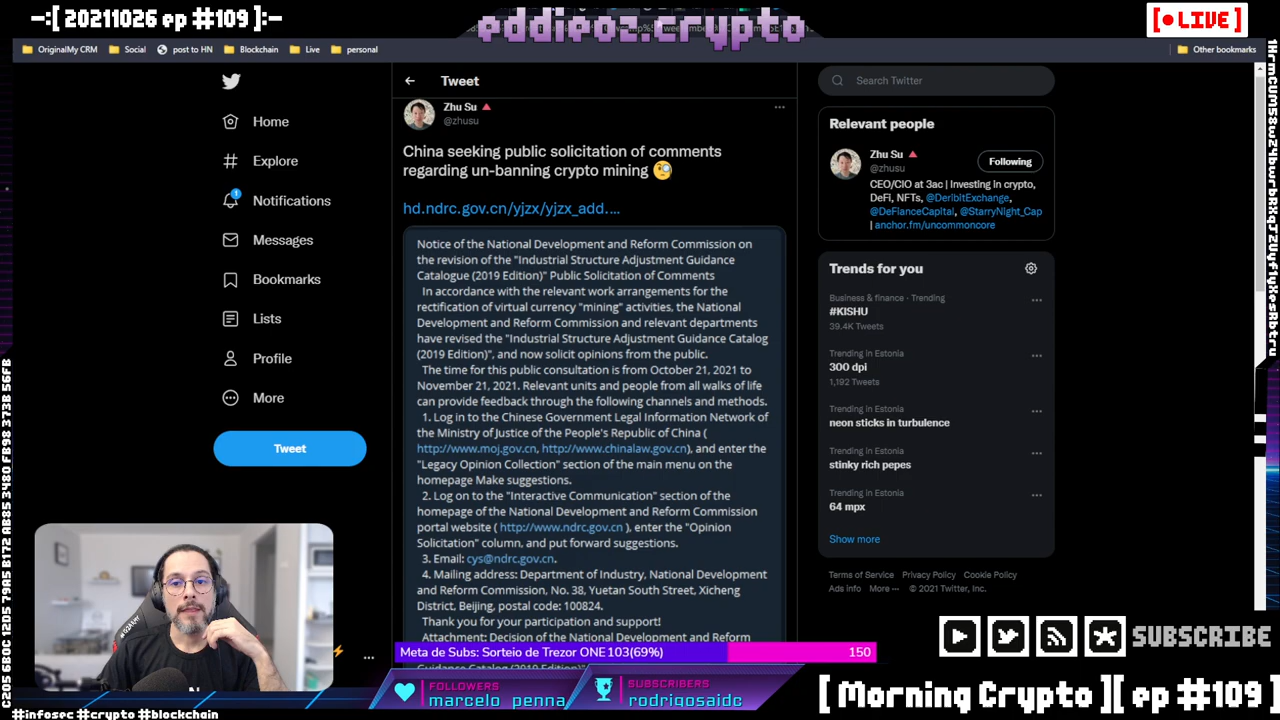 -:[ 20211026 ep #109 ]:-
eddieoz.crypto
[ • LIVE ]
OriginalMy CRM
Social
post to HN
Blockchain
Live
personal
Other bookmarks
Tweet
Search Twitter
Home
Explore
Notifications
1
Messages
Bookmarks
Lists
Profile
More
Tweet
Zhu Su
@zhusu
China seeking public solicitation of comments
regarding un-banning crypto mining 🧐
hd.ndrc.gov.cn/yjzx/yjzx_add....
Notice of the National Development and Reform Commission on
the revision of the "Industrial Structure Adjustment Guidance
Catalogue (2019 Edition)" Public Solicitation of Comments
In accordance with the relevant work arrangements for the
rectification of virtual currency "mining" activities, the National
Development and Reform Commission and relevant departments
have revised the "Industrial Structure Adjustment Guidance Catalog
(2019 Edition)", and now solicit opinions from the public.
The time for this public consultation is from October 21, 2021 to
November 21, 2021. Relevant units and people from all walks of life
can provide feedback through the following channels and methods.
1. Log in to the Chinese Government Legal Information Network of
the Ministry of Justice of the People's Republic of China (
http://www.moj.gov.cn, http://www.chinalaw.gov.cn), and enter the
"Legacy Opinion Collection" section of the main menu on the
homepage Make suggestions.
2. Log on to the "Interactive Communication" section of the
homepage of the National Development and Reform Commission
portal website ( http://www.ndrc.gov.cn ), enter the "Opinion
Solicitation" column, and put forward suggestions.
3. Email: cys@ndrc.gov.cn.
4. Mailing address: Department of Industry, National Development
and Reform Commission, No. 38, Yuetan South Street, Xicheng
District, Beijing, postal code: 100824.
Thank you for your participation and support!
Attachment: Decision of the National Development and Reform
Relevant people
Zhu Su
@zhusu
Following
CEO/CIO at 3ac | Investing in crypto,
DeFi, NFTs, @DeribitExchange,
@DeFianceCapital, @StarryNight_Cap
| anchor.fm/uncommoncore
Trends for you
Business & finance · Trending
#KISHU
39.4K Tweets
Trending in Estonia
300 dpi
1,192 Tweets
Trending in Estonia
neon sticks in turbulence
Trending in Estonia
stinky rich pepes
Trending in Estonia
64 mpx
Show more
Terms of Service Privacy Policy Cookie Policy
Ads info More ··· © 2021 Twitter, Inc.
SUBSCRIBE
Meta de Subs: Sorteio de Trezor ONE 103(69%)
150
FOLLOWERS
marcelo penna
SUBSCRIBERS
rodrigosaidc
[ Morning Crypto ][ ep #109 ]
#infosec #crypto #blockchain